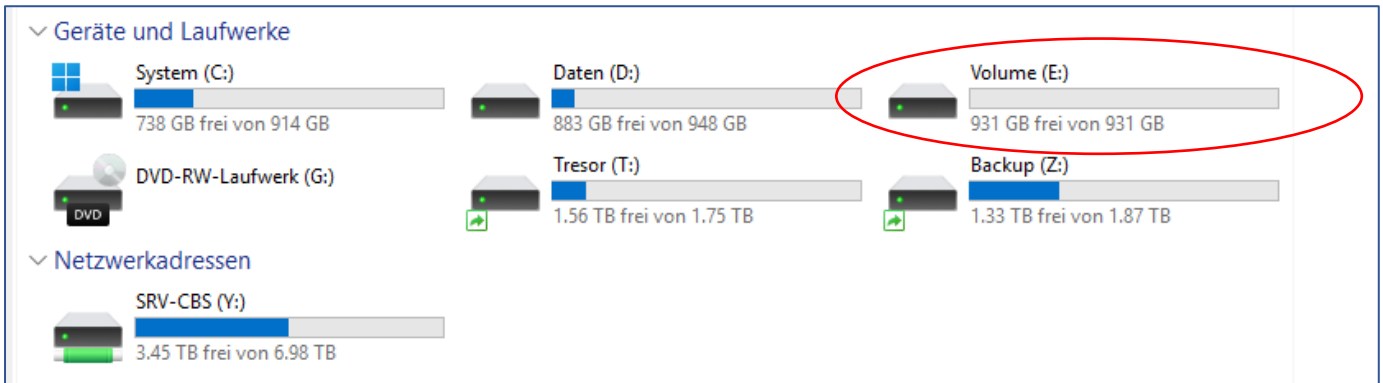 Geräte und Laufwerke
System (C:)
738 GB frei von 914 GB
Daten (D:)
883 GB frei von 948 GB
Volume (E:)
931 GB frei von 931 GB
DVD-RW-Laufwerk (G:)
DVD
Tresor (T:)
1.56 TB frei von 1.75 TB
Backup (Z:)
1.33 TB frei von 1.87 TB
Netzwerkadressen
SRV-CBS (Y:)
3.45 TB frei von 6.98 TB